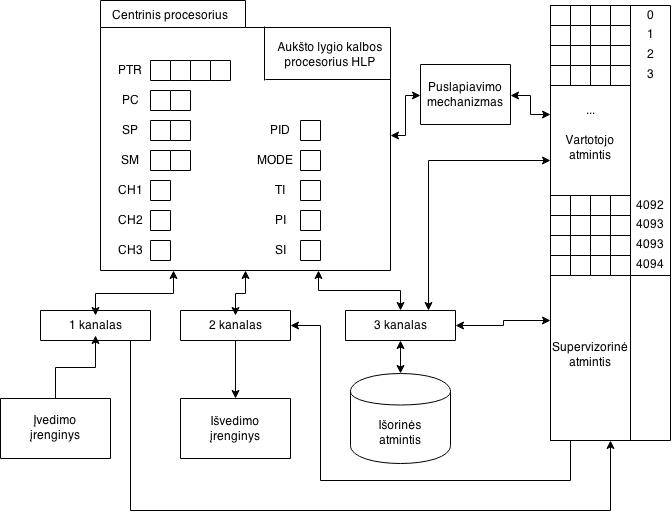 Centrinis procesorius
Aukšto lygio kalbos
procesorius HLP
PTR
PC
SP
SM
CH1
CH2
CH3
PID
MODE
TI
PI
SI
Puslapiavimo
mechanizmas
0
1
2
3
...
Vartotojo
atmintis
4092
4093
4093
4094
Supervizorinė
atmintis
1 kanalas
2 kanalas
3 kanalas
Įvedimo
įrenginys
Išvedimo
įrenginys
Išorinės
atmintis